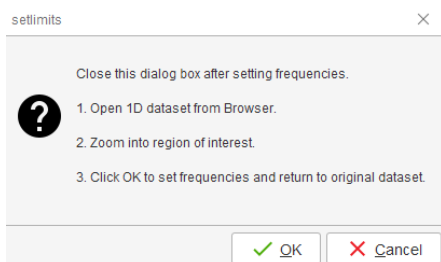 setlimits
Close this dialog box after setting frequencies.
1. Open 1D dataset from Browser.
2. Zoom into region of interest.
3. Click OK to set frequencies and return to original dataset.
OK
Cancel